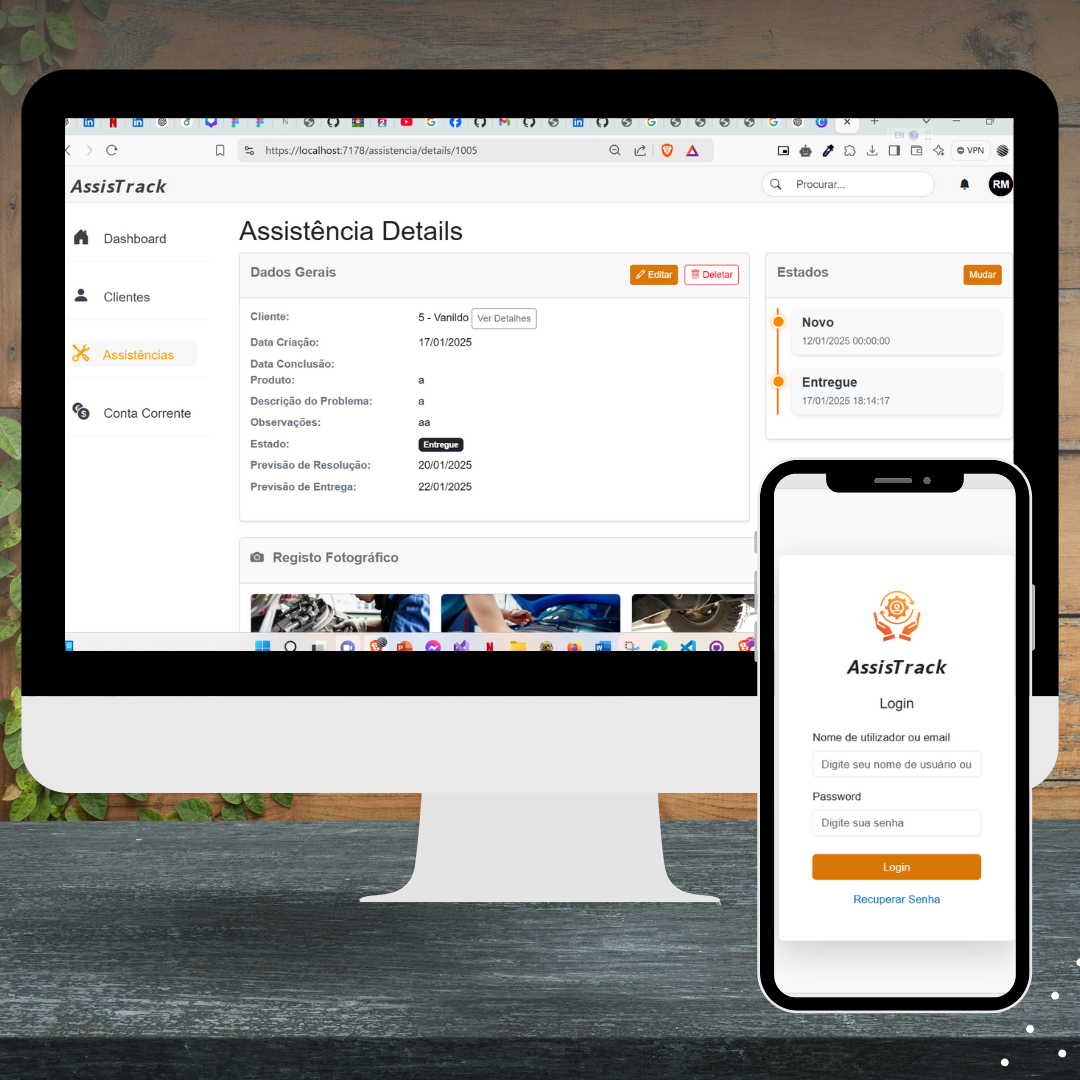 https://localhost:7178/assistencia/details/1005
EN
VPN
AssisTrack
Procurar...
RM
Dashboard
Clientes
Assistências
Conta Corrente
Assistência Details
Dados Gerais
Editar
Deletar
Cliente: 5 - Vanildo Ver Detalhes
Data Criação: 17/01/2025
Data Conclusão:
Produto: a
Descrição do Problema: a
Observações: aa
Estado: Entregue
Previsão de Resolução: 20/01/2025
Previsão de Entrega: 22/01/2025
Estados
Mudar
Novo
12/01/2025 00:00:00
Entregue
17/01/2025 18:14:17
Registo Fotográfico
AssisTrack
Login
Nome de utilizador ou email
Digite seu nome de usuário ou
Password
Digite sua senha
Login
Recuperar Senha